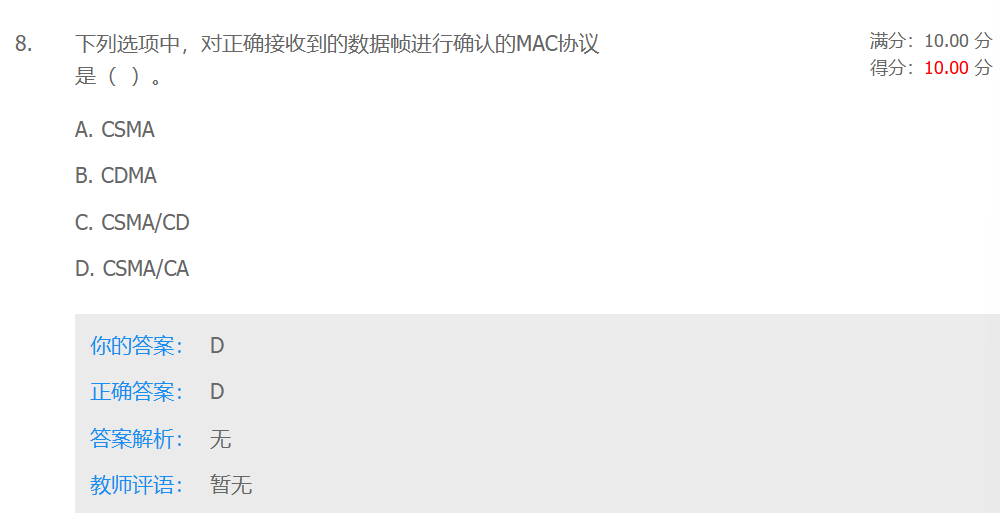 8. 下列选项中，对正确接收到的数据帧进行确认的MAC协议
是（ ）。
满分：10.00 分
得分：10.00 分
A. CSMA
B. CDMA
C. CSMA/CD
D. CSMA/CA
你的答案： D
正确答案： D
答案解析： 无
教师评语： 暂无